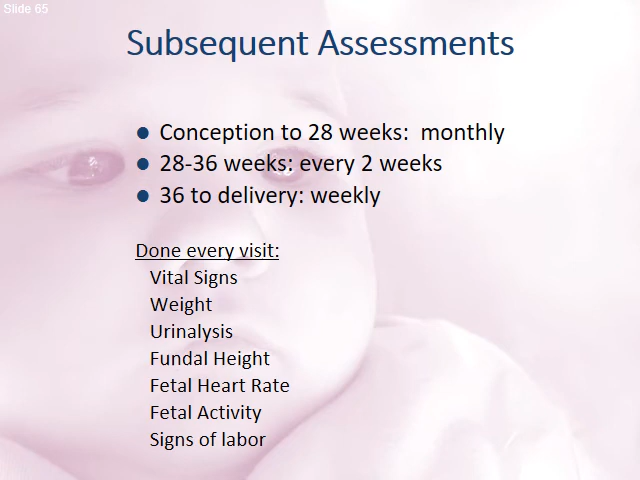 Slide 65
Subsequent Assessments
● Conception to 28 weeks:  monthly
● 28-36 weeks: every 2 weeks
● 36 to delivery: weekly
Done every visit:
Vital Signs
Weight
Urinalysis
Fundal Height
Fetal Heart Rate
Fetal Activity
Signs of labor